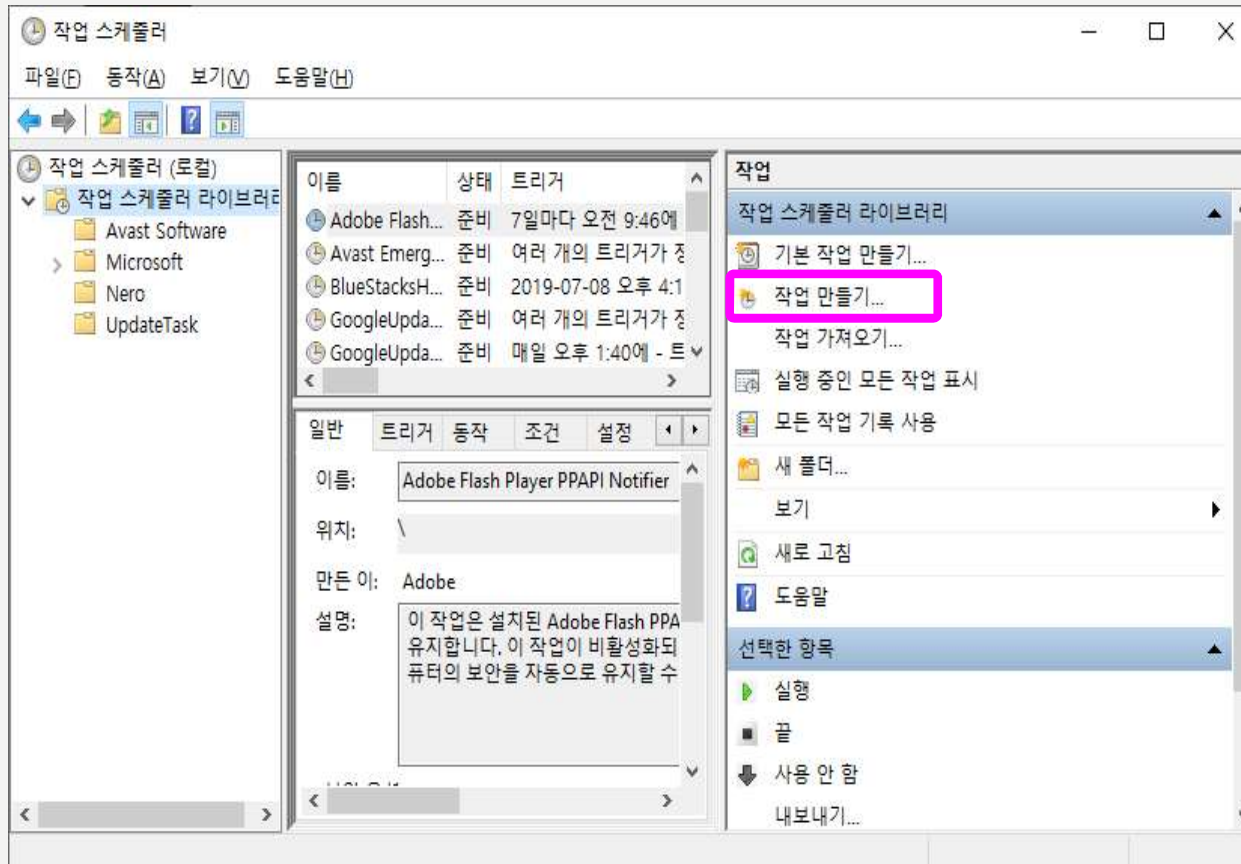 작업 스케줄러
파일(F) 동작(A) 보기(V) 도움말(H)
작업 스케줄러 (로컬)
작업 스케줄러 라이브러리
Avast Software
Microsoft
Nero
UpdateTask
이름 상태 트리거
Adobe Flash... 준비 7일마다 오전 9:46에
Avast Emerg... 준비 여러 개의 트리거가 정
BlueStacksH... 준비 2019-07-08 오후 4:1
GoogleUpda... 준비 여러 개의 트리거가 정
GoogleUpda... 준비 매일 오후 1:40에 - 트
일반 트리거 동작 조건 설정
이름: Adobe Flash Player PPAPI Notifier
위치: \
만든 이: Adobe
설명: 이 작업은 설치된 Adobe Flash PPA
유지합니다. 이 작업이 비활성화되
퓨터의 보안을 자동으로 유지할 수
작업
작업 스케줄러 라이브러리
기본 작업 만들기...
작업 만들기...
작업 가져오기...
실행 중인 모든 작업 표시
모든 작업 기록 사용
새 폴더...
보기
새로 고침
도움말
선택한 항목
실행
끝
사용 안 함
내보내기...